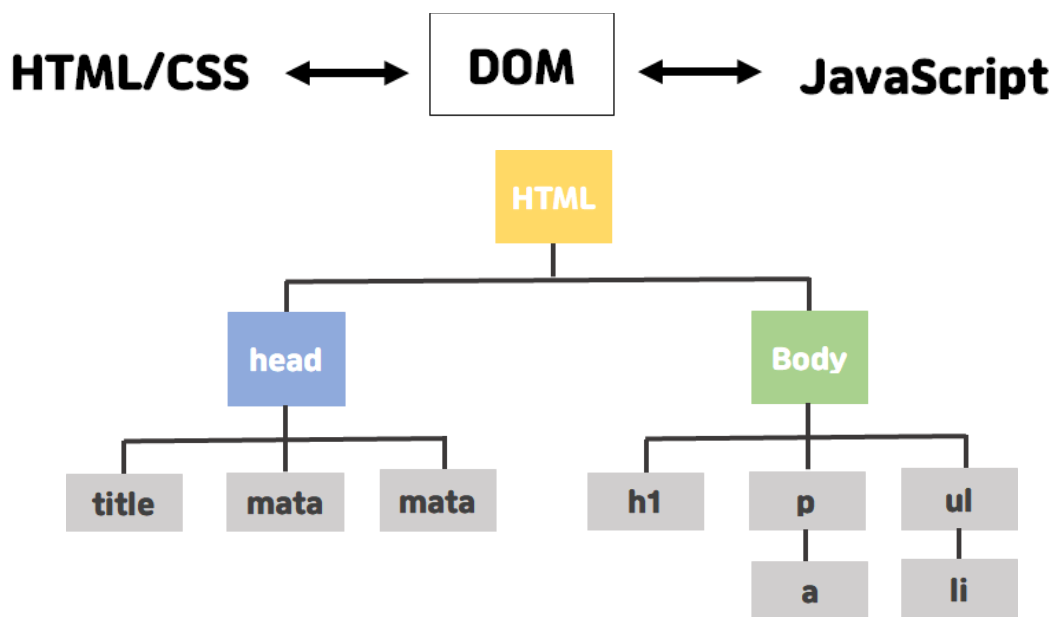 HTML/CSS
DOM
JavaScript
HTML
head
Body
title
mata
mata
h1
p
ul
a
li